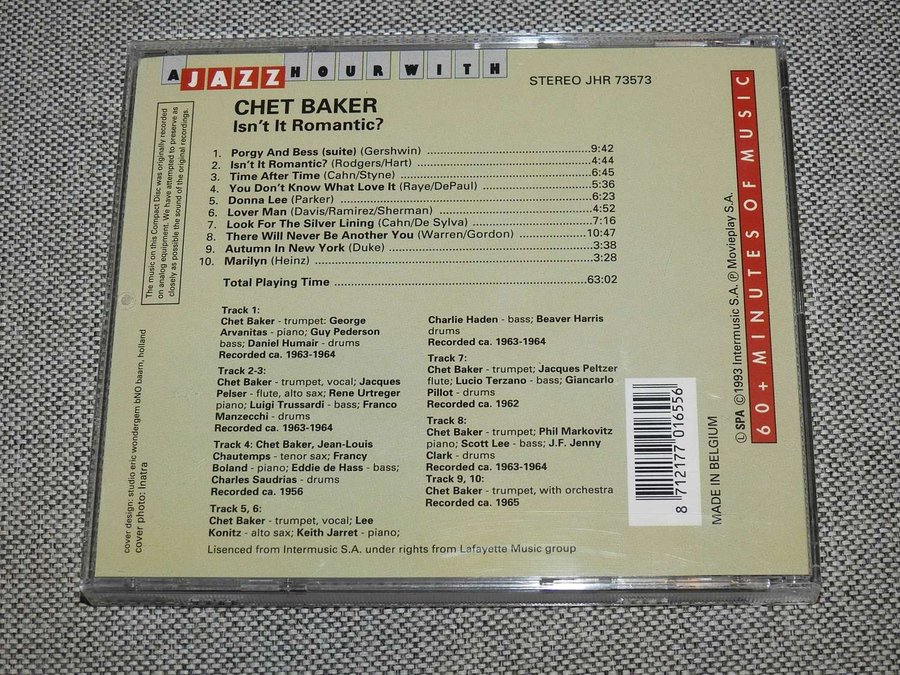 A JAZZ HOUR WITH
STEREO JHR 73573
CHET BAKER
Isn't It Romantic?
1. Porgy And Bess (suite) (Gershwin) 9:42
2. Isn't It Romantic? (Rodgers/Hart) 4:44
3. Time After Time (Cahn/Styne) 6:45
4. You Don't Know What Love It (Raye/DePaul) 5:36
5. Donna Lee (Parker) 6:23
6. Lover Man (Davis/Ramirez/Sherman) 4:52
7. Look For The Silver Lining (Cahn/De Sylva) 7:16
8. There Will Never Be Another You (Warren/Gordon) 10:47
9. Autumn In New York (Duke) 3:38
10. Marilyn (Heinz) 3:28
Total Playing Time 63:02
Track 1:
Chet Baker - trumpet: George
Arvanitas - piano; Guy Pederson
bass; Daniel Humair - drums
Recorded ca. 1963-1964
Track 2-3:
Chet Baker - trumpet, vocal; Jacques
Pelser - flute, alto sax; Rene Urtreger
piano; Luigi Trussardi - bass; Franco
Manzecchi - drums
Recorded ca. 1963-1964
Track 4: Chet Baker, Jean-Louis
Chautemps - tenor sax; Francy
Boland - piano; Eddie de Hass - bass;
Charles Saudrias - drums
Recorded ca. 1956
Track 5, 6:
Chet Baker - trumpet, vocal; Lee
Konitz - alto sax; Keith Jarret - piano;
Charlie Haden - bass; Beaver Harris
drums
Recorded ca. 1963-1964
Track 7:
Chet Baker - trumpet; Jacques Peltzer
flute; Lucio Terzano - bass; Giancarlo
Pillot - drums
Recorded ca. 1962
Track 8:
Chet Baker - trumpet; Phil Markovitz
piano; Scott Lee - bass; J.F. Jenny
Clark - drums
Recorded ca. 1963-1964
Track 9, 10:
Chet Baker - trumpet, with orchestra
Recorded ca. 1965
Lisenced from Intermusic S.A. under rights from Lafayette Music group
The music on this Compact Disc was originally recorded
on analog equipment. We have attempted to preserve as
closely as possible the sound of the original recordings.
cover design: studio eric wondergem bNO baarn, holland
cover photo: Inatra
8 712177 016556
MADE IN BELGIUM
Ⓛ SPA ©1993 Intermusic S.A. ℗ Movieplay S.A.
60+ MINUTES OF MUSIC